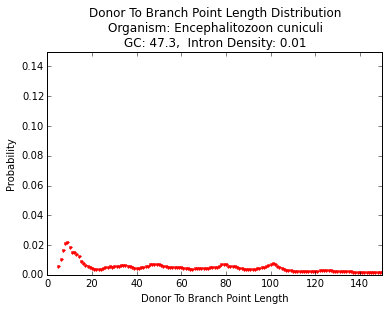 Donor To Branch Point Length Distribution
Organism: Encephalitozoon cuniculi
GC: 47.3,  Intron Density: 0.01
0.14
0.12
0.10
0.08
0.06
0.04
0.02
0.00
Probability
0 20 40 60 80 100 120 140
Donor To Branch Point Length